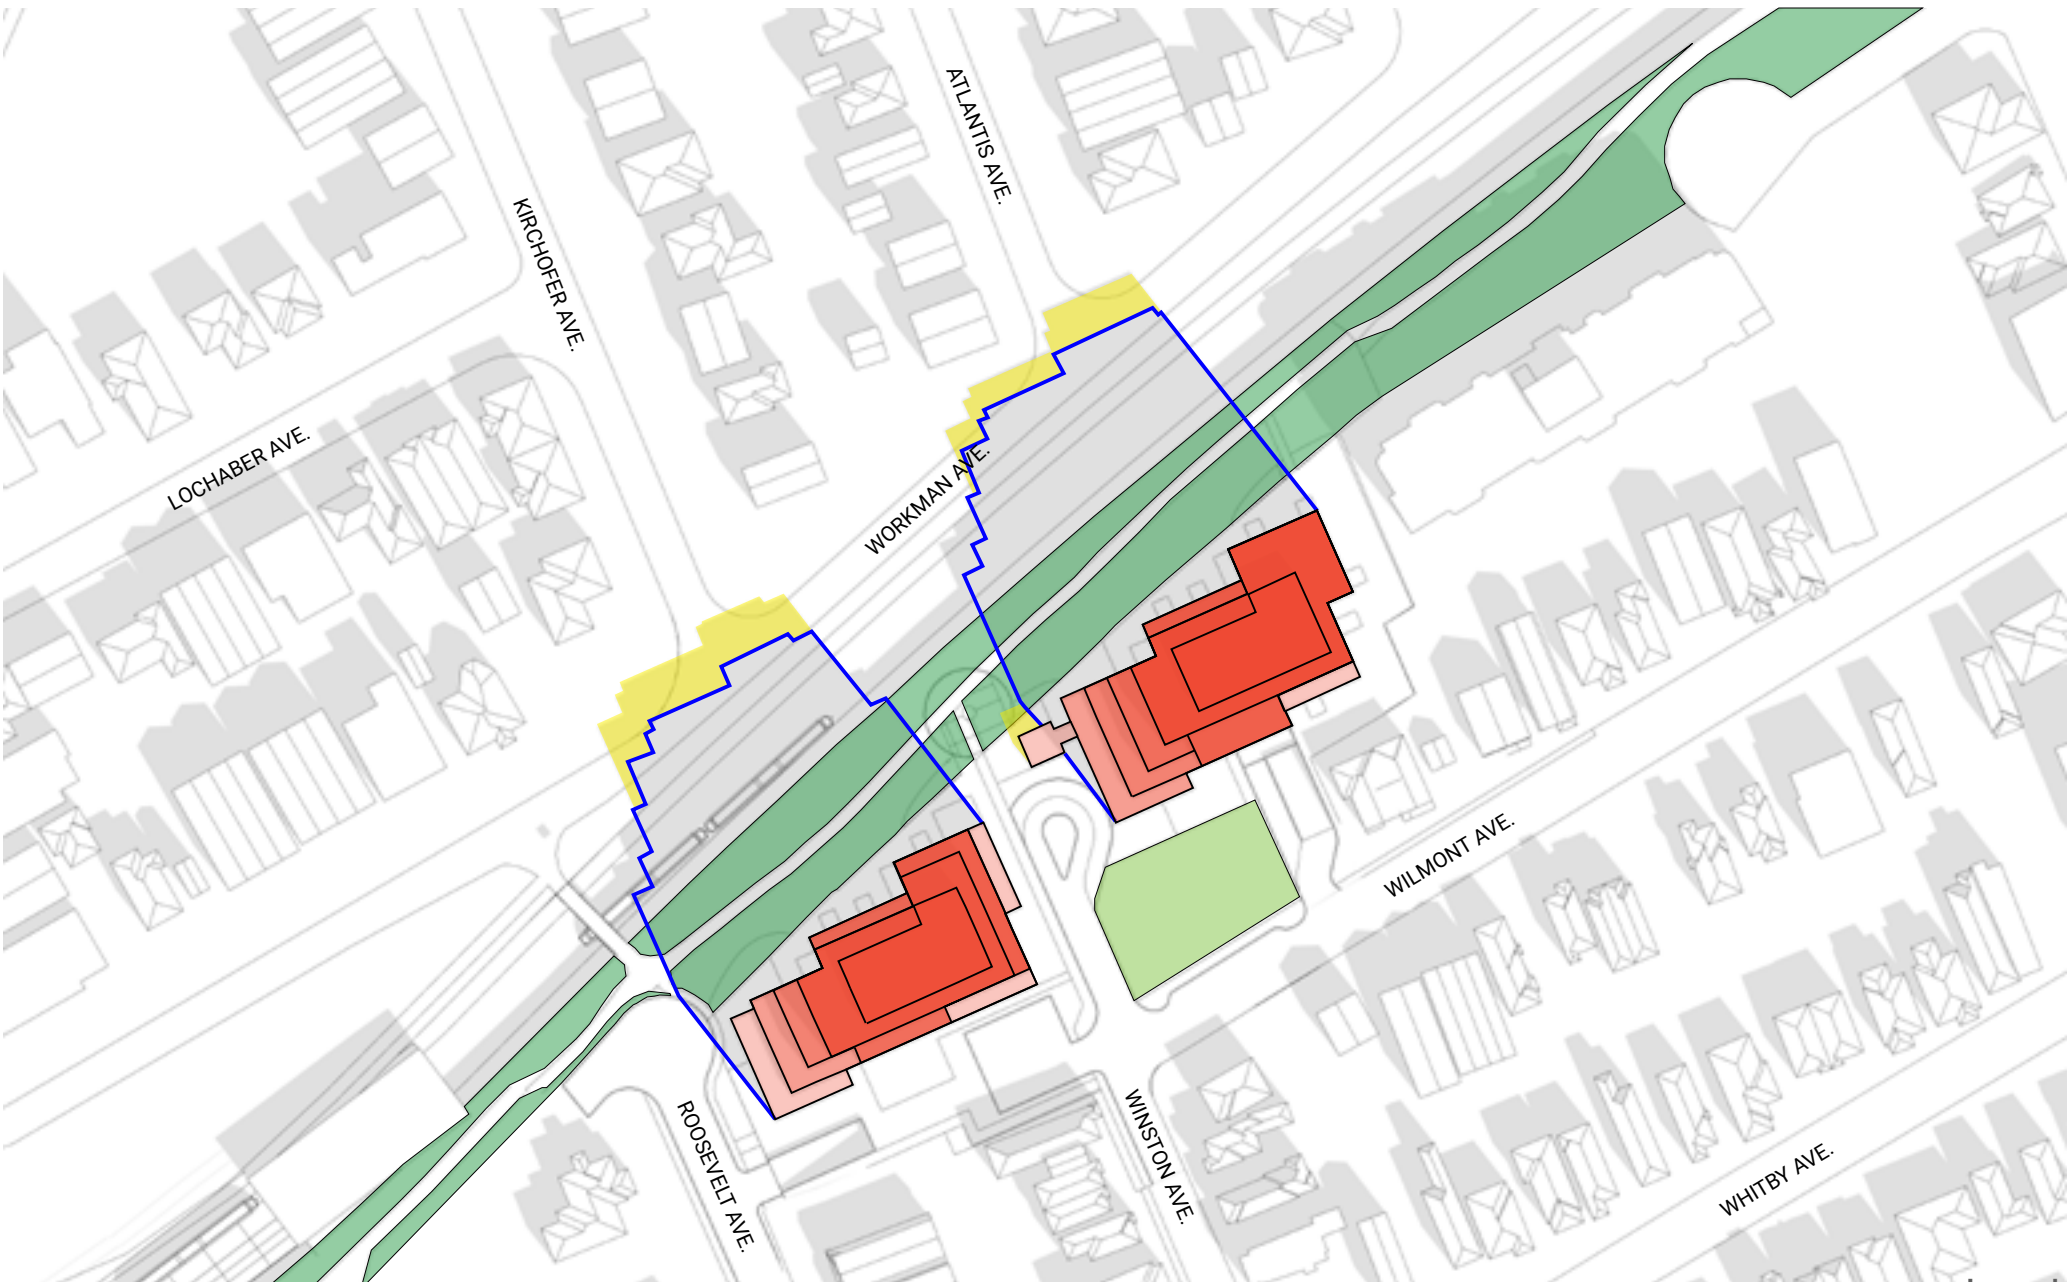 ATLANTIS AVE.
KIRCHOFER AVE.
LOCHABER AVE.
WORKMAN AVE.
WILMONT AVE.
ROOSEVELT AVE.
WINSTON AVE.
WHITBY AVE.